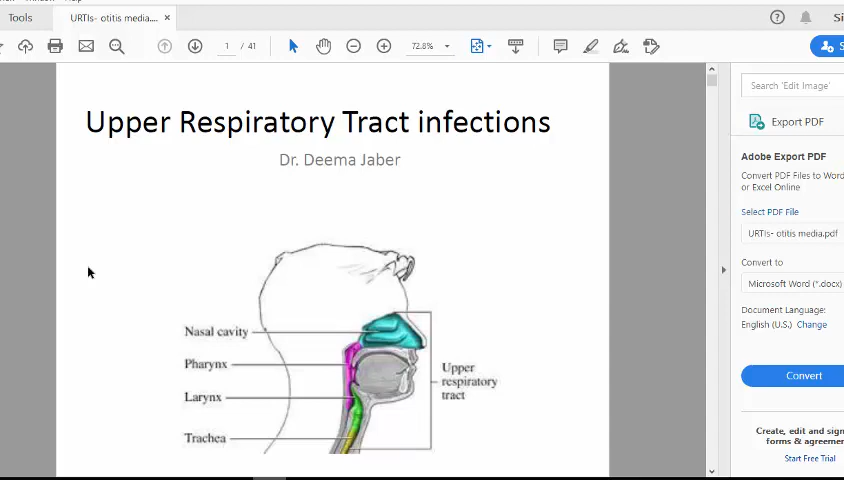 Tools
URTIs- otitis media....
1 / 41
72.8%
Upper Respiratory Tract infections
Dr. Deema Jaber
Nasal cavity
Pharynx
Larynx
Trachea
Upper
respiratory
tract
Search 'Edit Image'
Export PDF
Adobe Export PDF
Convert PDF Files to Word
or Excel Online
Select PDF File
URTIs- otitis media.pdf
Convert to
Microsoft Word (*.docx)
Document Language:
English (U.S.) Change
Convert
Create, edit and sign
forms & agreemen
Start Free Trial